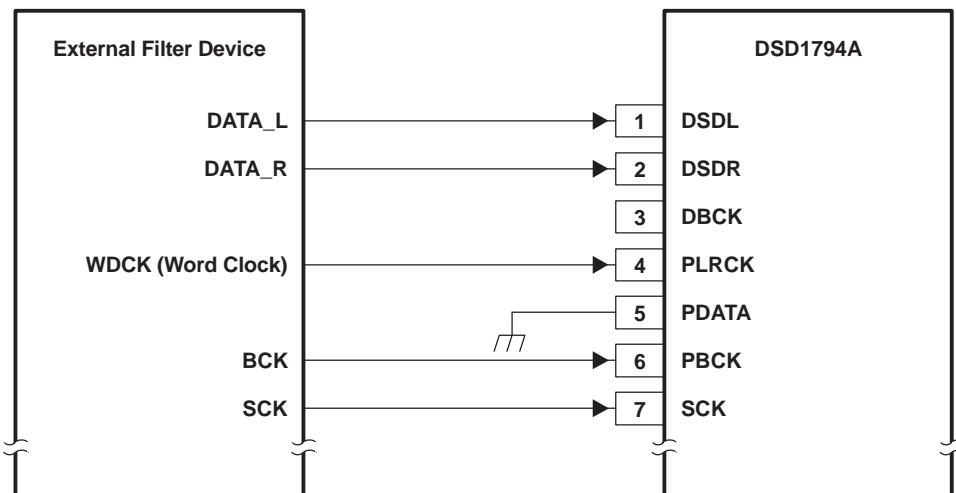 External Filter Device
DSD1794A
DATA_L
1
DSDL
DATA_R
2
DSDR
3
DBCK
WDCK (Word Clock)
4
PLRCK
5
PDATA
BCK
6
PBCK
SCK
7
SCK